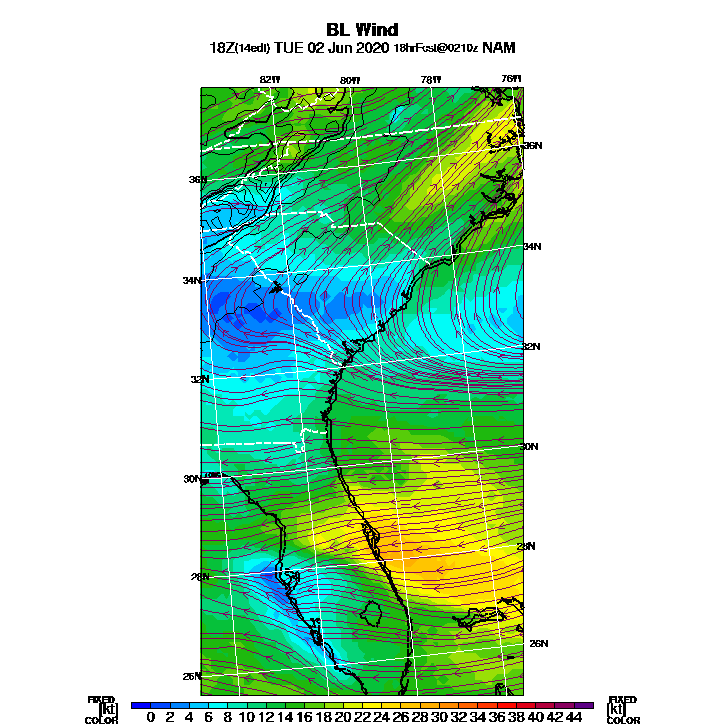 BL Wind
18Z(14edt) TUE 02 Jun 2020 18hrFcst@0210z NAM
82W 80W 78W 76W
36N
36N
34N
34N
32N
32N
30N
30N
28N
28N
26N
26N
FIXED FIXED
[kt] 0 2 4 6 8 10 12 14 16 18 20 22 24 26 28 30 32 34 36 38 40 42 44 [kt]
COLOR COLOR